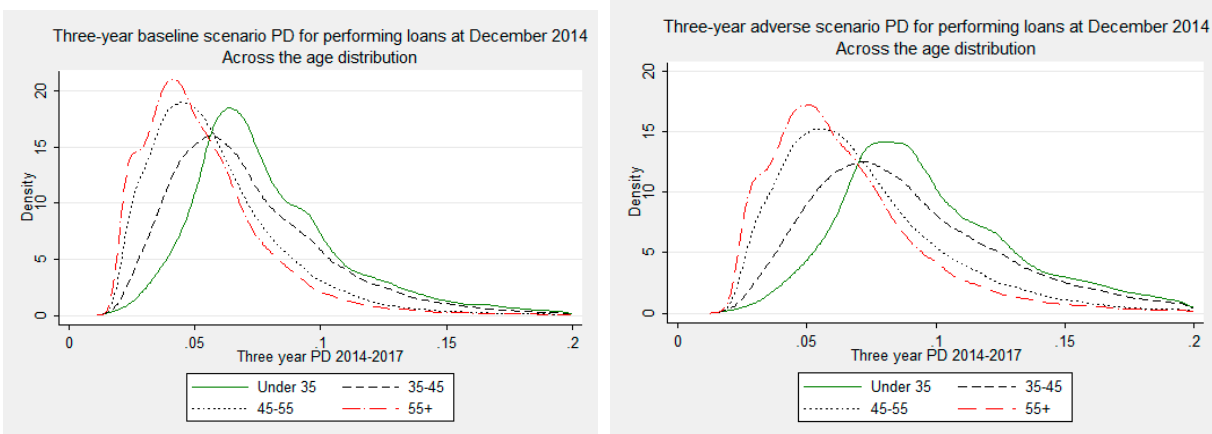 Three-year baseline scenario PD for performing loans at December 2014
Across the age distribution
20
15
10
5
0
Density
0 .05 .1 .15 .2
Three year PD 2014-2017
Under 35 35-45
45-55 55+
Three-year adverse scenario PD for performing loans at December 2014
Across the age distribution
20
15
10
5
0
Density
0 .05 .1 .15 .2
Three year PD 2014-2017
Under 35 35-45
45-55 55+